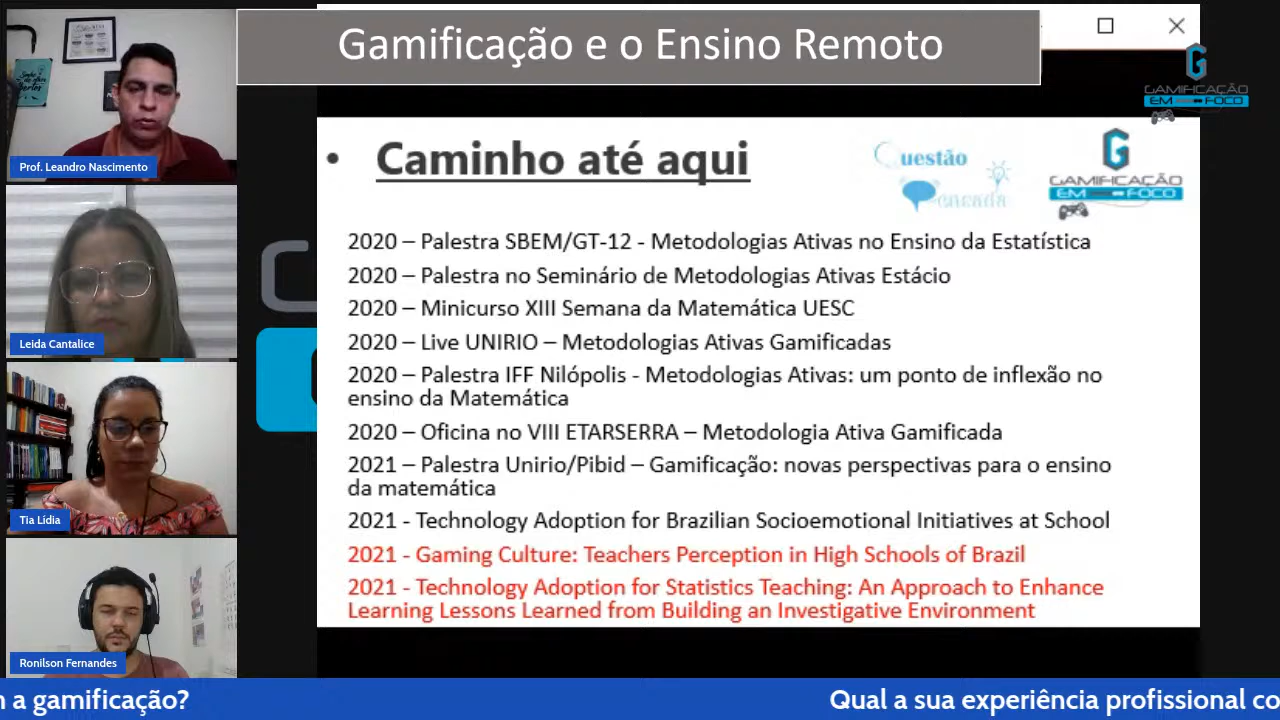 Gamificação e o Ensino Remoto
GAMIFICAÇÃO
EM FOCO
Prof. Leandro Nascimento
Leida Cantalice
Tia Lídia
Ronilson Fernandes
• Caminho até aqui
Questão
GAMIFICAÇÃO
EM FOCO
2020 – Palestra SBEM/GT-12 - Metodologias Ativas no Ensino da Estatística
2020 – Palestra no Seminário de Metodologias Ativas Estácio
2020 – Minicurso XIII Semana da Matemática UESC
2020 – Live UNIRIO – Metodologias Ativas Gamificadas
2020 – Palestra IFF Nilópolis - Metodologias Ativas: um ponto de inflexão no
ensino da Matemática
2020 – Oficina no VIII ETARSERRA – Metodologia Ativa Gamificada
2021 – Palestra Unirio/Pibid – Gamificação: novas perspectivas para o ensino
da matemática
2021 - Technology Adoption for Brazilian Socioemotional Initiatives at School
2021 - Gaming Culture: Teachers Perception in High Schools of Brazil
2021 - Technology Adoption for Statistics Teaching: An Approach to Enhance
Learning Lessons Learned from Building an Investigative Environment
n a gamificação?
Qual a sua experiência profissional co